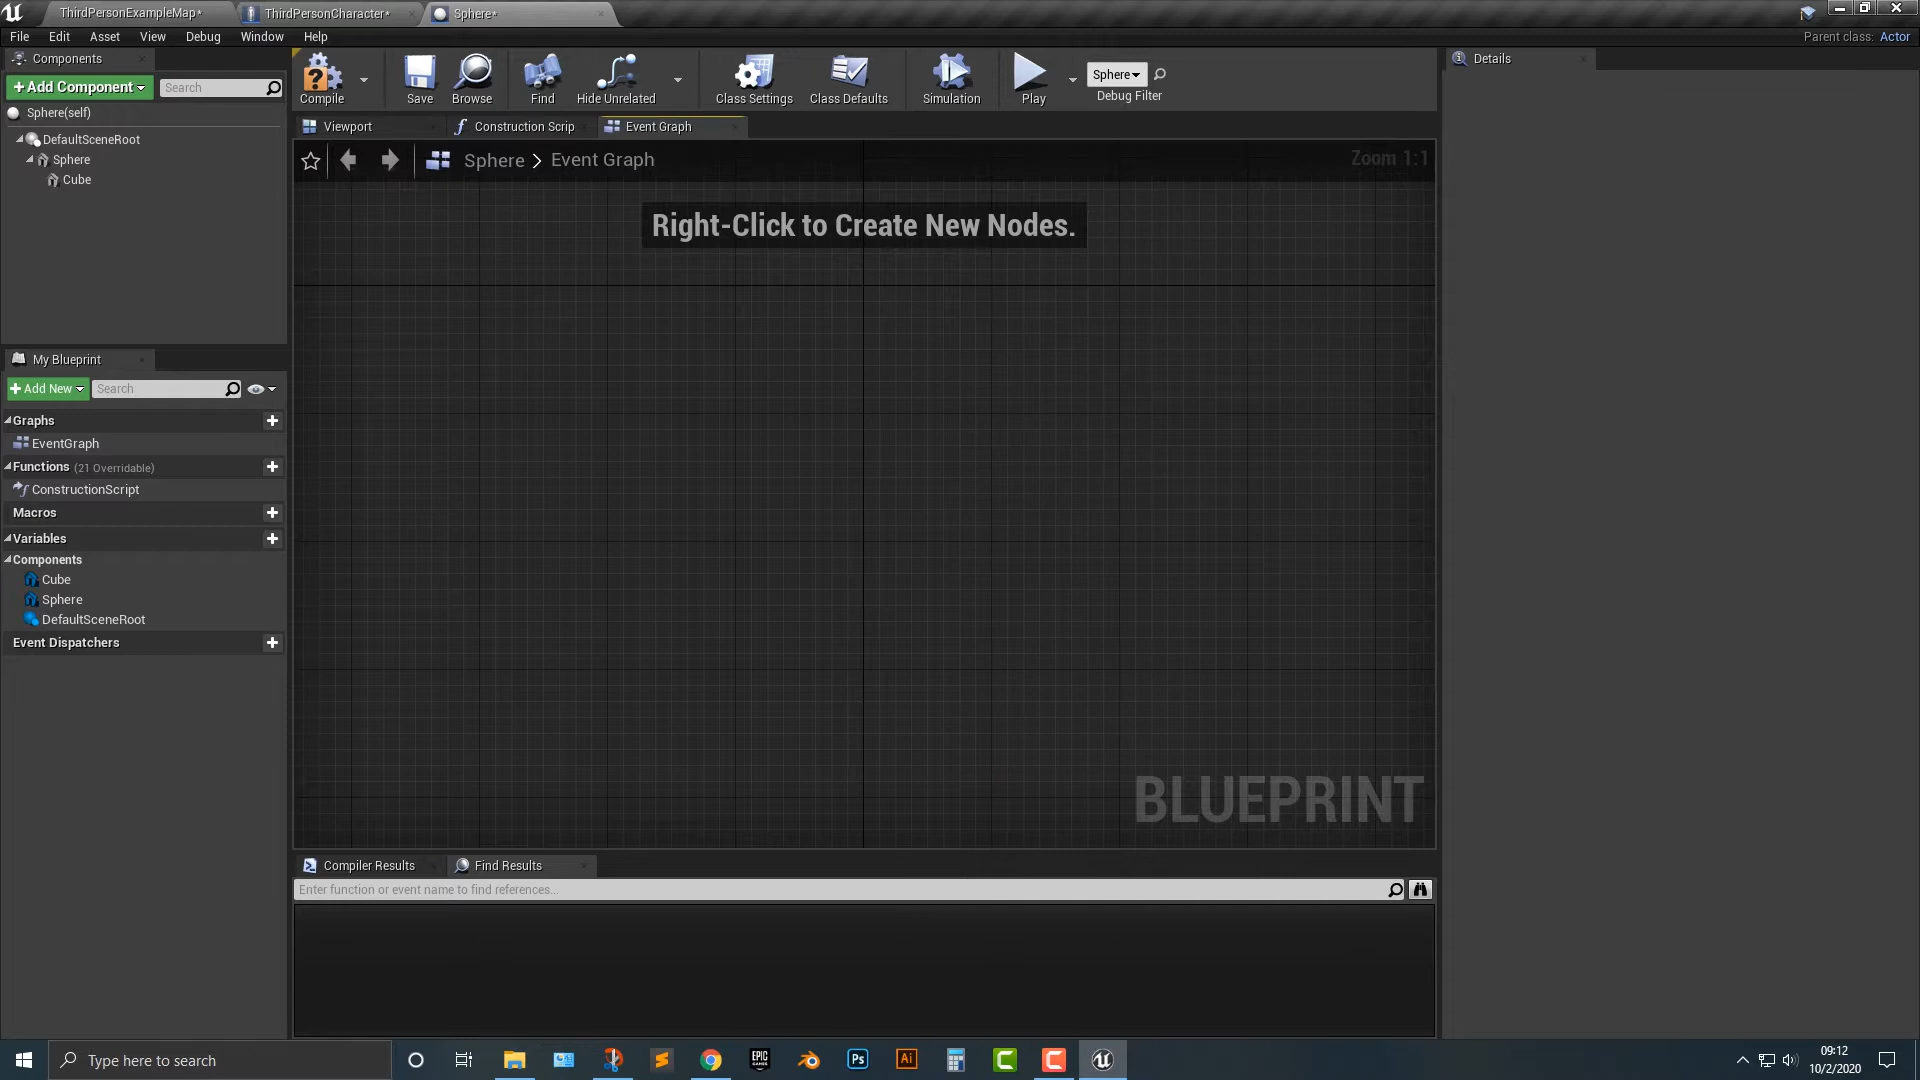 ThirdPersonExampleMap*
ThirdPersonCharacter*
Sphere*
File Edit Asset View Debug Window Help
Parent class: Actor
Components
+Add Component
Search
Sphere(self)
DefaultSceneRoot
Sphere
Cube
Compile
Save
Browse
Find
Hide Unrelated
Class Settings
Class Defaults
Simulation
Play
Sphere
Debug Filter
Details
Viewport
Construction Scrip
Event Graph
Sphere > Event Graph
Zoom 1:1
Right-Click to Create New Nodes.
BLUEPRINT
My Blueprint
+Add New
Search
Graphs
EventGraph
Functions (21 Overridable)
ConstructionScript
Macros
Variables
Components
Cube
Sphere
DefaultSceneRoot
Event Dispatchers
Compiler Results
Find Results
Enter function or event name to find references...
Type here to search
EPIC GAMES
Ps
Ai
09:12
10/2/2020